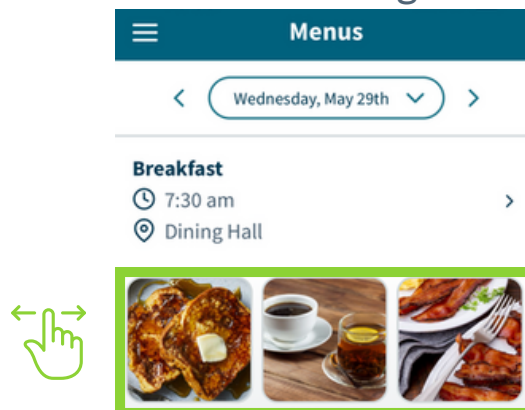 Menus
Wednesday, May 29th
Breakfast
7:30 am
Dining Hall